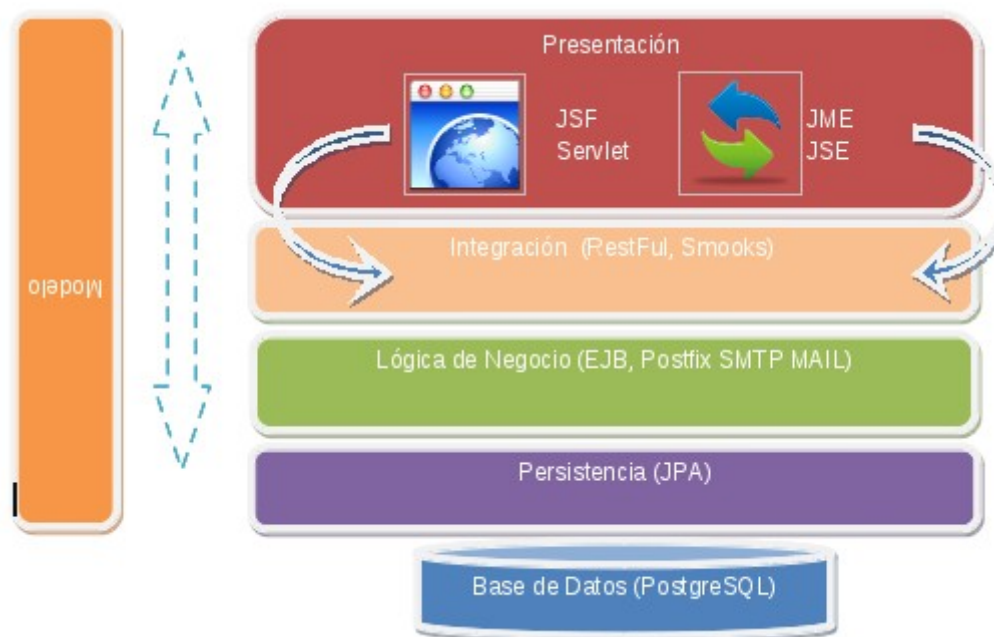 Modelo
Presentación
JSF
Servlet
JME
JSE
Integración (RestFul, Smooks)
Lógica de Negocio (EJB, Postfix SMTP MAIL)
Persistencia (JPA)
Base de Datos (PostgreSQL)